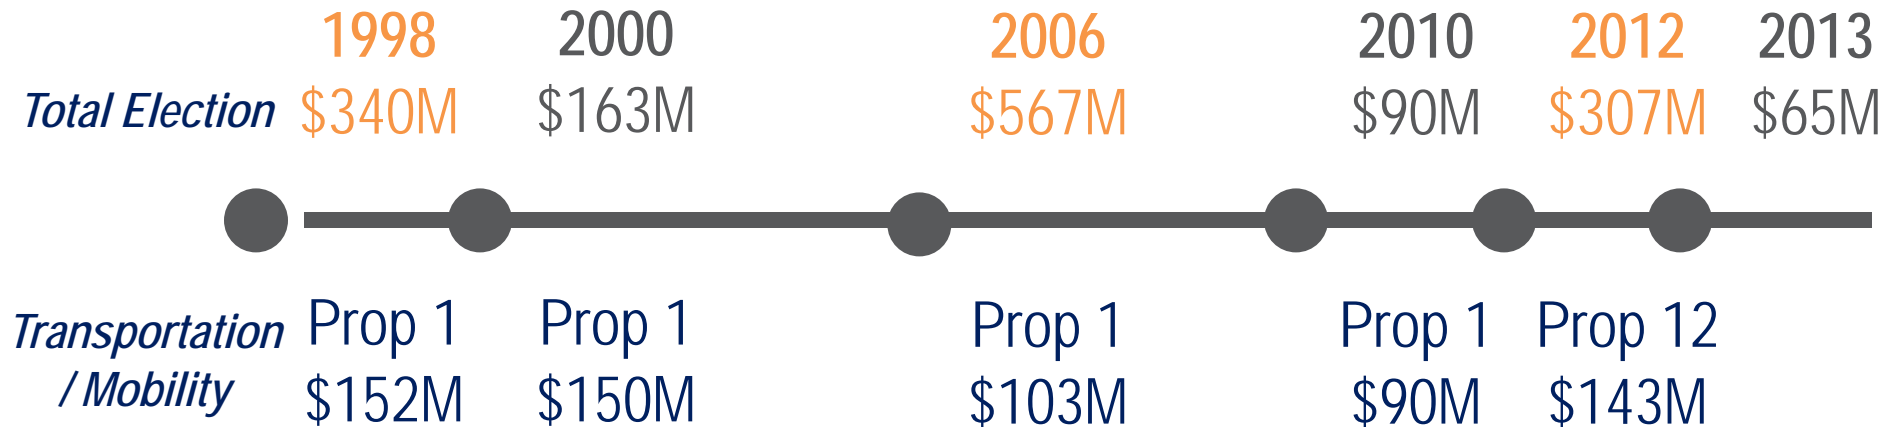 1998 2000 2006 2010 2012 2013
Total Election $340M $163M $567M $90M $307M $65M
Transportation Prop 1 Prop 1 Prop 1 Prop 1 Prop 12
/ Mobility $152M $150M $103M $90M $143M